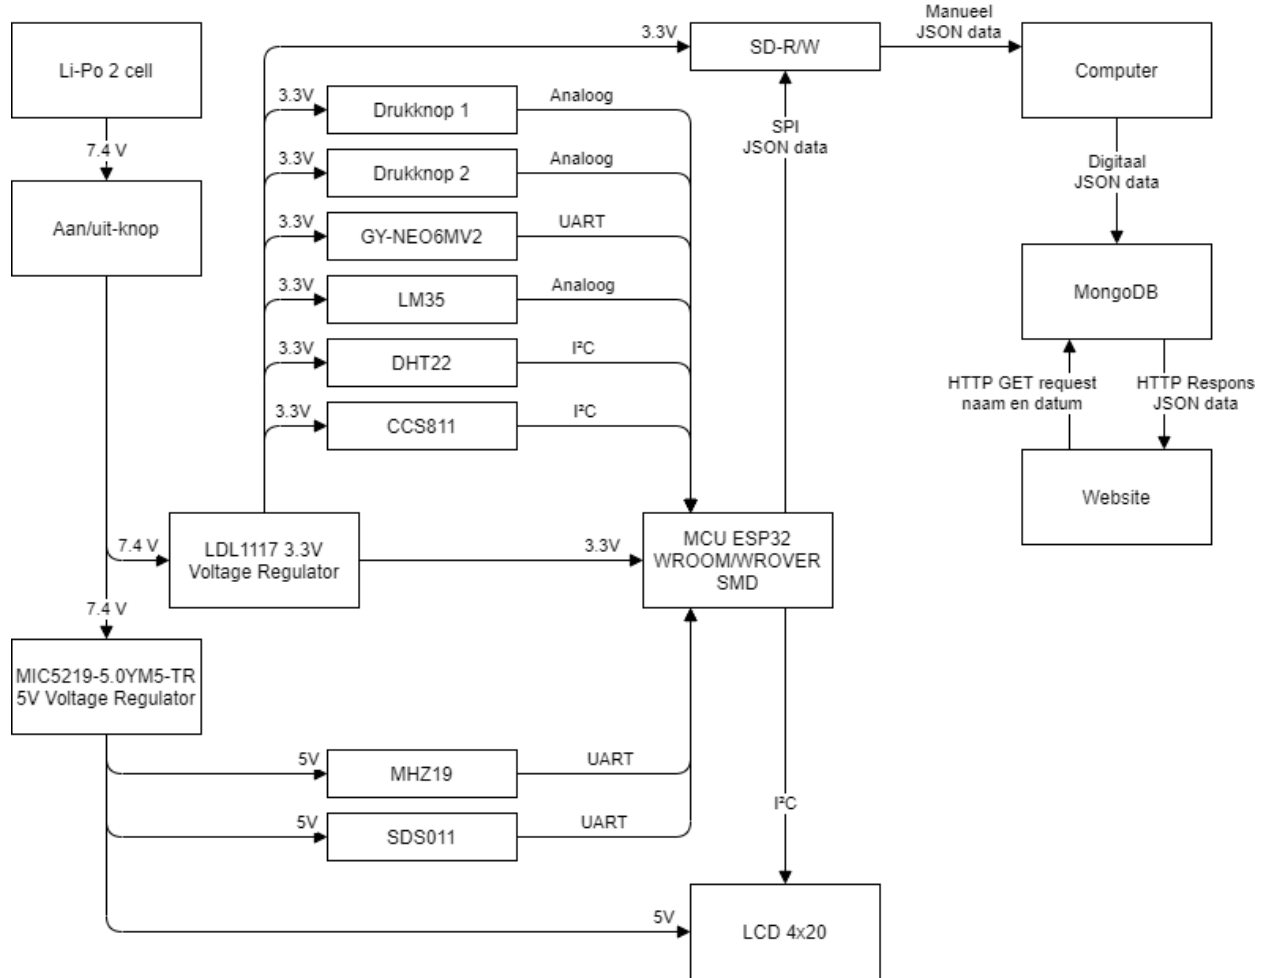 Li-Po 2 cell
7.4 V
Aan/uit-knop
7.4 V
7.4 V
LDL1117 3.3V
Voltage Regulator
MIC5219-5.0YM5-TR
5V Voltage Regulator
3.3V
3.3V
Drukknop 1
Analoog
3.3V
Drukknop 2
Analoog
3.3V
GY-NEO6MV2
UART
3.3V
LM35
Analoog
3.3V
DHT22
I²C
3.3V
CCS811
I²C
3.3V
MCU ESP32
WROOM/WROVER
SMD
5V
MHZ19
UART
5V
SDS011
UART
5V
I²C
LCD 4x20
SPI
JSON data
SD-R/W
Manueel
JSON data
Computer
Digitaal
JSON data
MongoDB
HTTP GET request
naam en datum
HTTP Respons
JSON data
Website